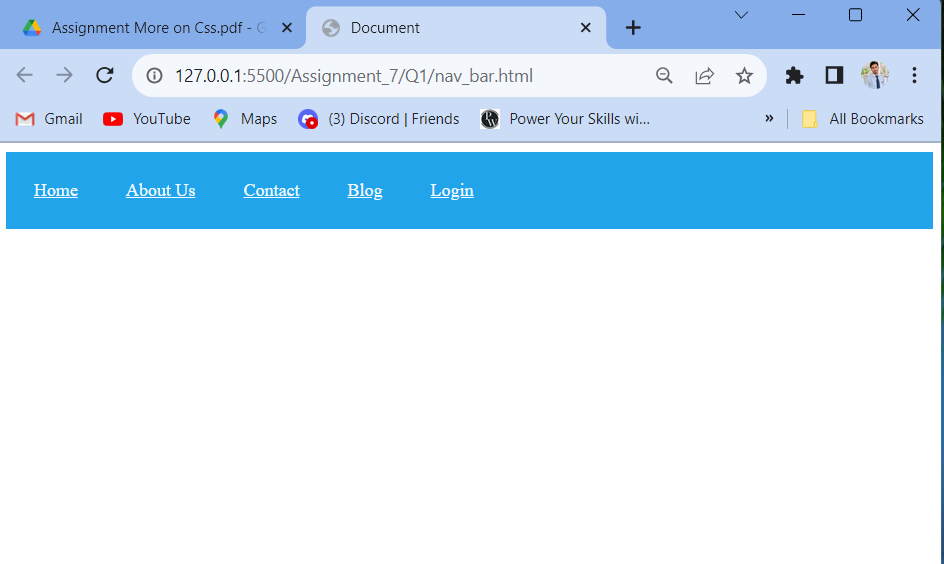 Assignment More on Css.pdf - G
Document
127.0.0.1:5500/Assignment_7/Q1/nav_bar.html
Gmail YouTube Maps (3) Discord | Friends Power Your Skills wi... » All Bookmarks
Home About Us Contact Blog Login